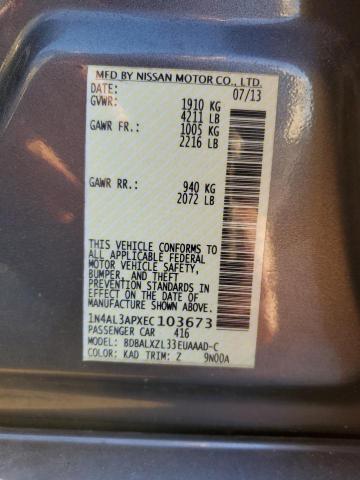 MFD BY NISSAN MOTOR CO., LTD.
DATE: 07/13
GVWR: 1910 KG
4211 LB
GAWR FR: 1005 KG
2216 LB
GAWR RR: 940 KG
2072 LB
THIS VEHICLE CONFORMS TO
ALL APPLICABLE FEDERAL
MOTOR VEHICLE SAFETY,
BUMPER, AND THEFT
PREVENTION STANDARDS IN
EFFECT ON THE DATE OF
MANUFACTURE SHOWN ABOVE.
1N4AL3APXEC103673
PASSENGER CAR 416
MODEL: BDBALXZL33EUAAAD-C
COLOR: KAD TRIM: Z 9N00A